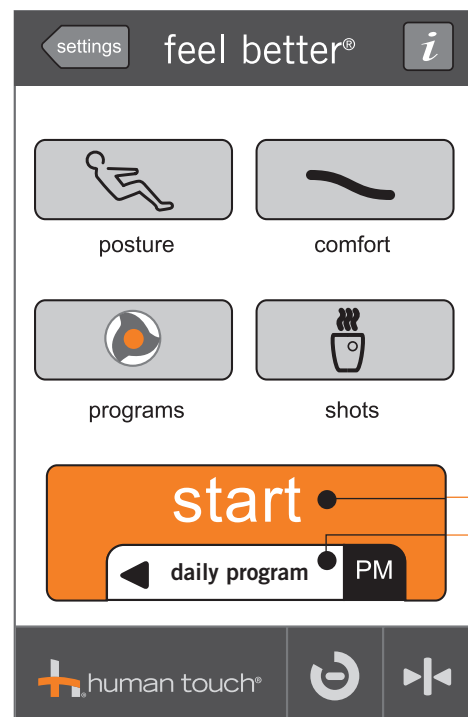 settings
feel better®
i
posture
comfort
programs
shots
start
daily program
PM
human touch®